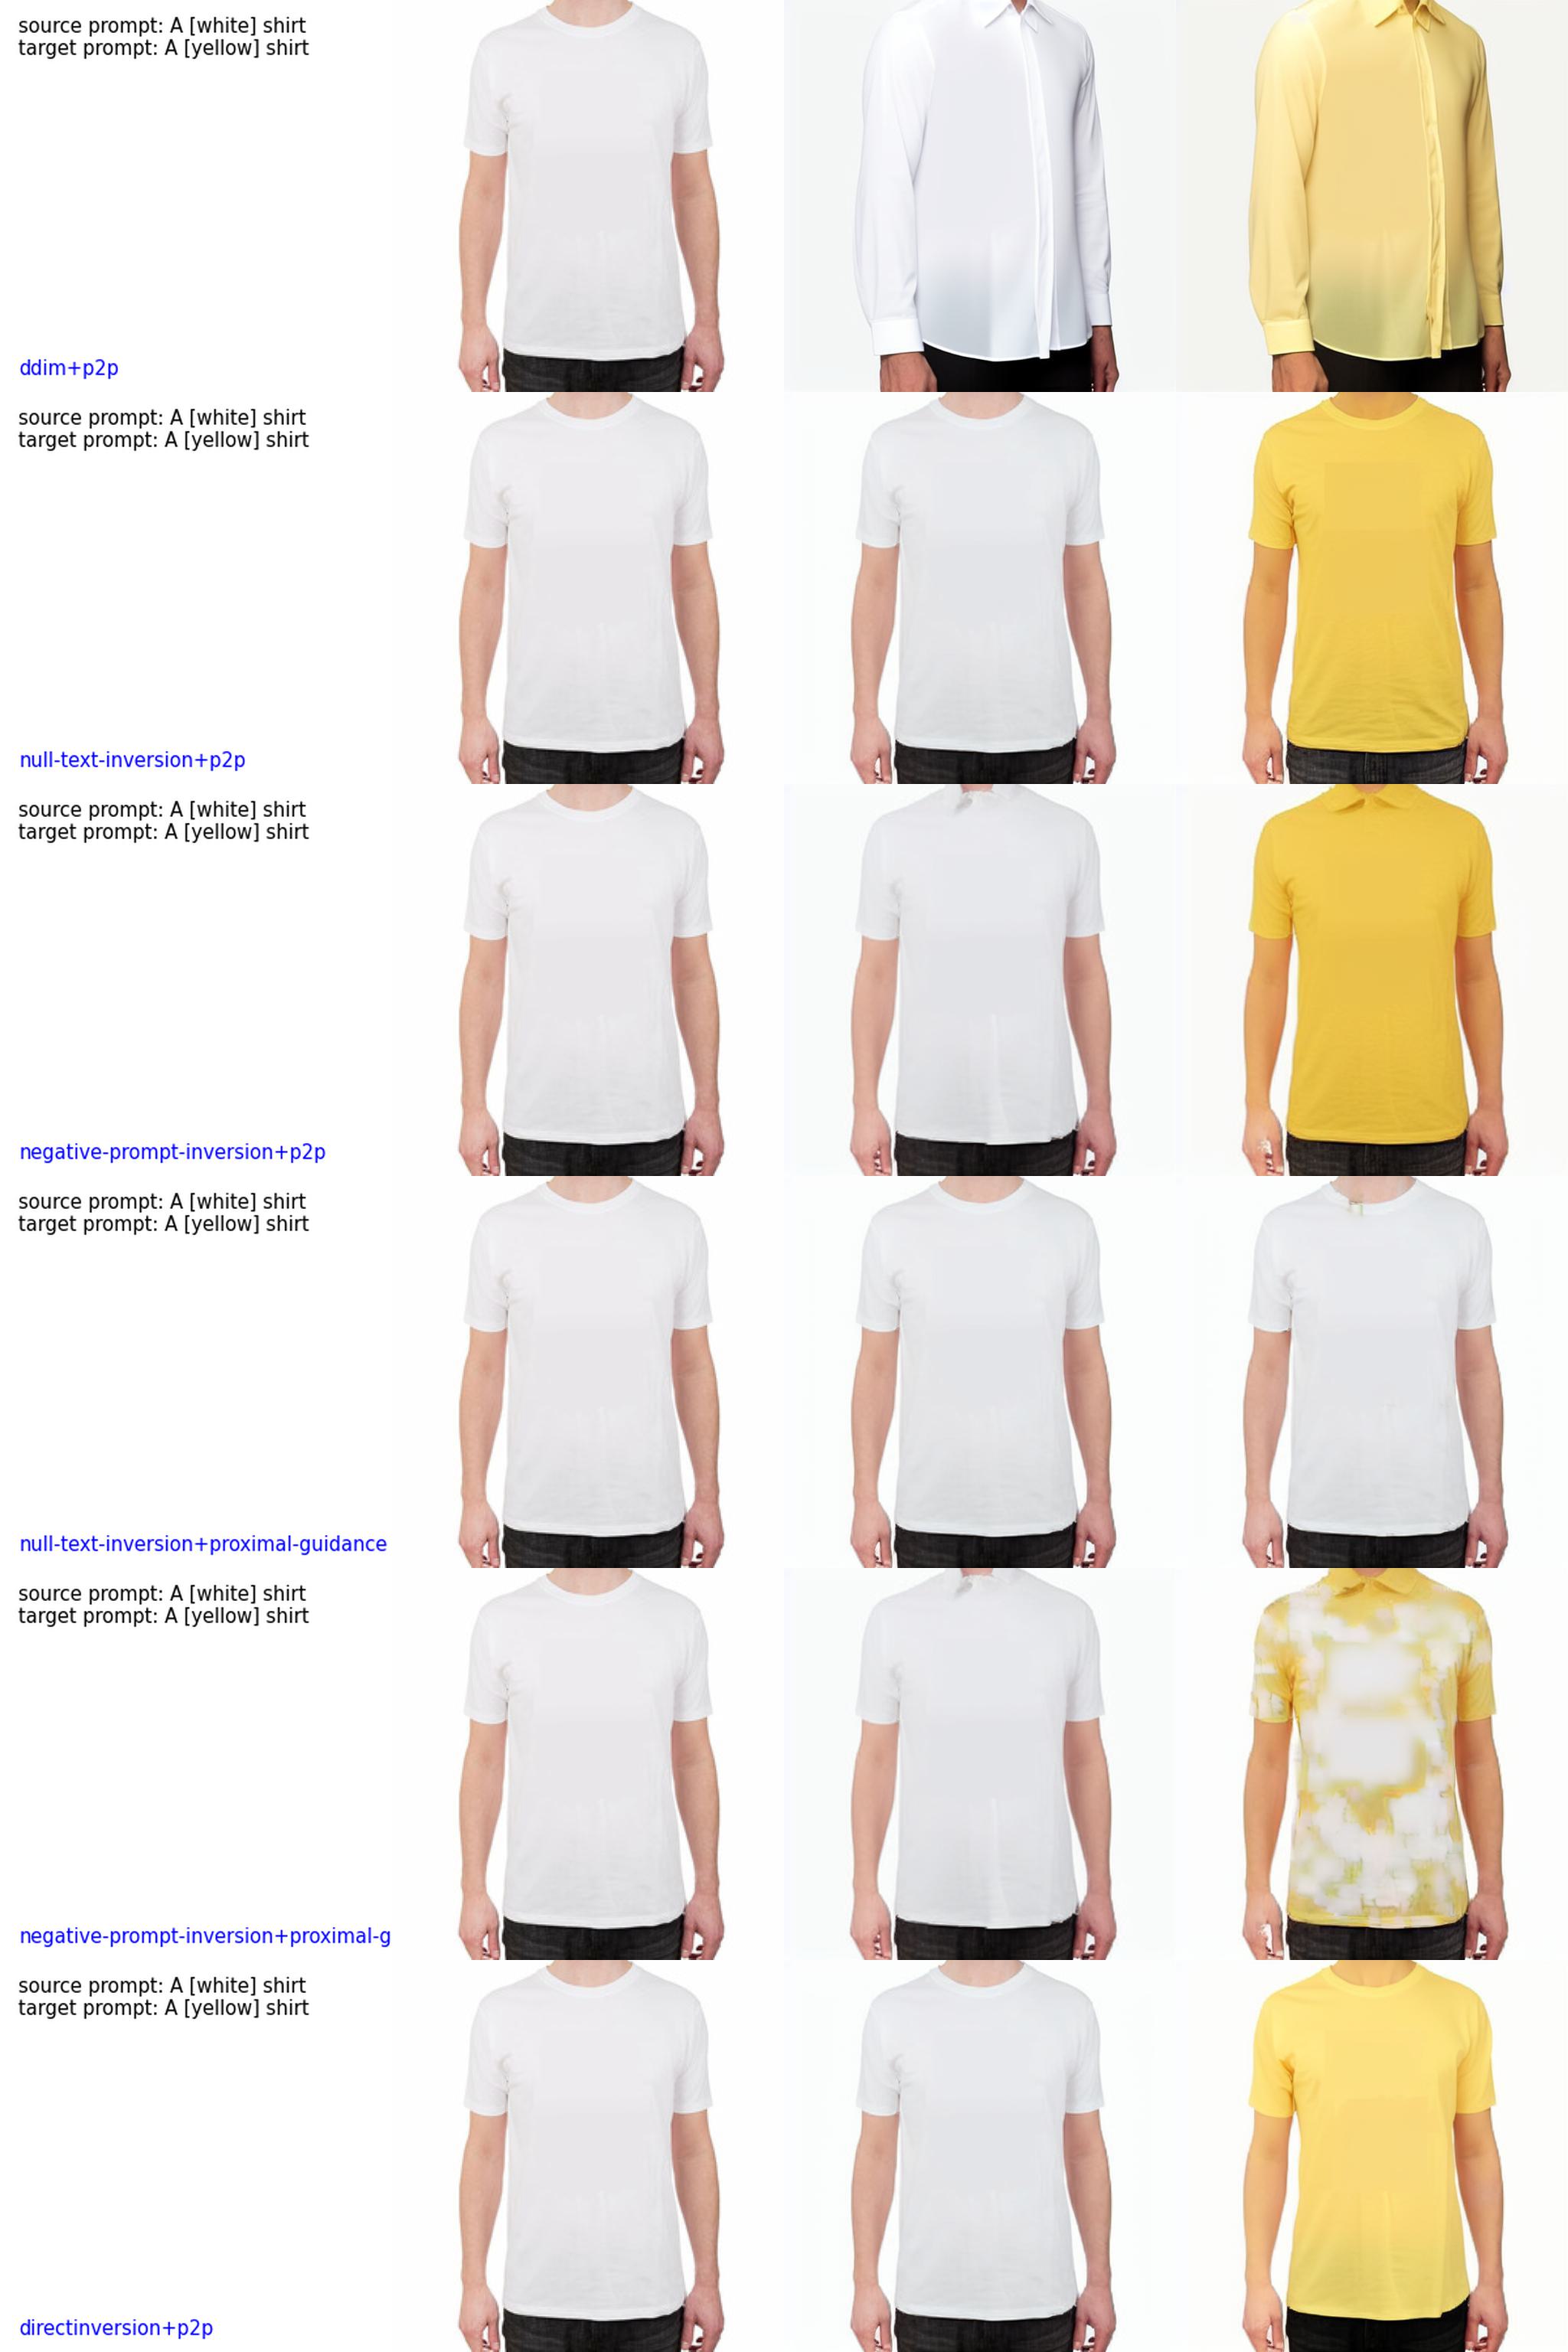 source prompt: A [white] shirt
target prompt: A [yellow] shirt
ddim+p2p
source prompt: A [white] shirt
target prompt: A [yellow] shirt
null-text-inversion+p2p
source prompt: A [white] shirt
target prompt: A [yellow] shirt
negative-prompt-inversion+p2p
source prompt: A [white] shirt
target prompt: A [yellow] shirt
null-text-inversion+proximal-guidance
source prompt: A [white] shirt
target prompt: A [yellow] shirt
negative-prompt-inversion+proximal-g
source prompt: A [white] shirt
target prompt: A [yellow] shirt
directinversion+p2p